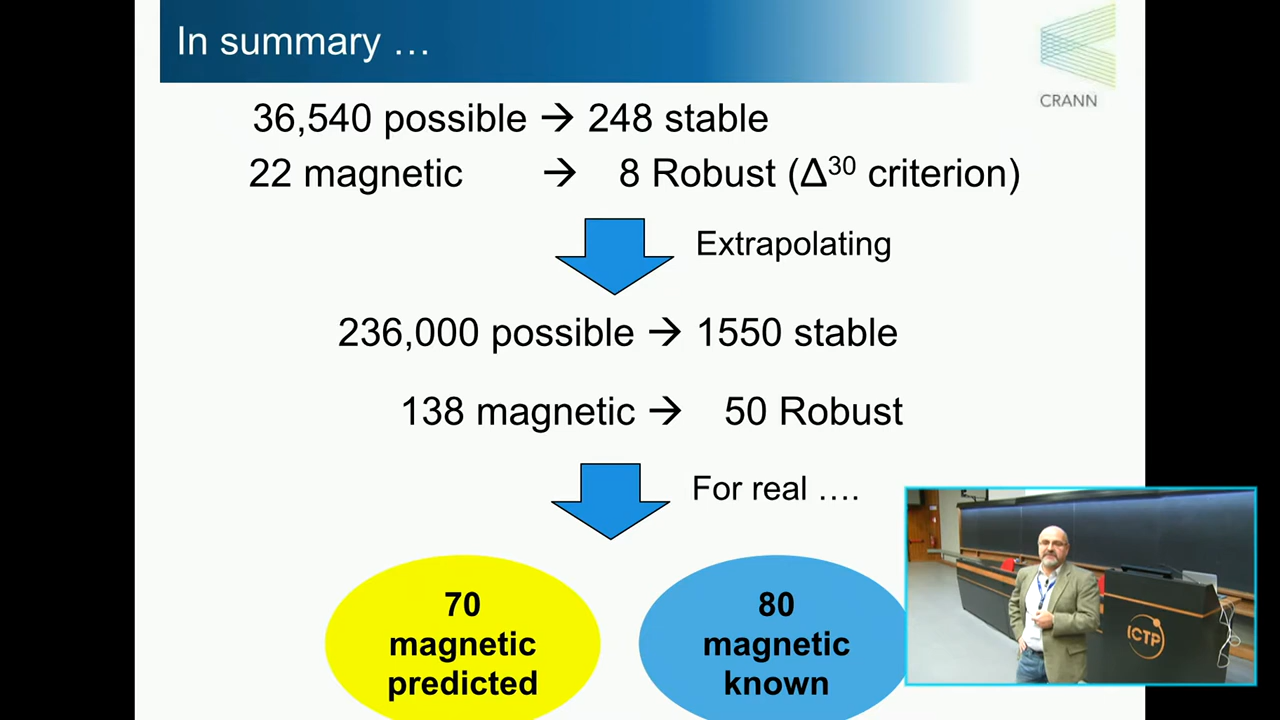 In summary …
CRANN
36,540 possible → 248 stable
22 magnetic → 8 Robust (Δ³⁰ criterion)
Extrapolating
236,000 possible → 1550 stable
138 magnetic → 50 Robust
For real ….
70
magnetic
predicted
80
magnetic
known
ICTP